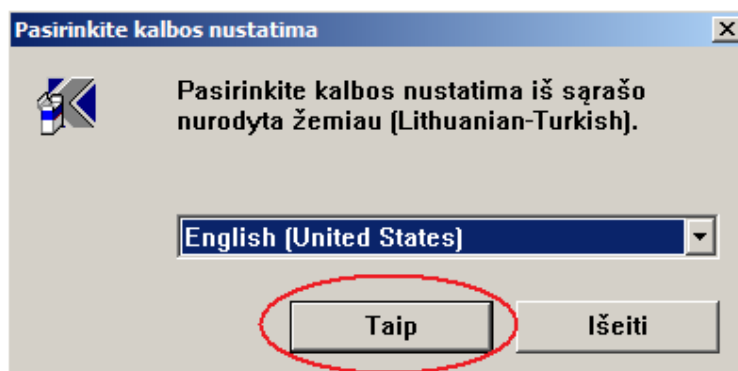 Pasirinkite kalbos nustatima
Pasirinkite kalbos nustatima iš sąrašo
nurodyta žemiau (Lithuanian-Turkish).
English (United States)
Taip
Išeiti